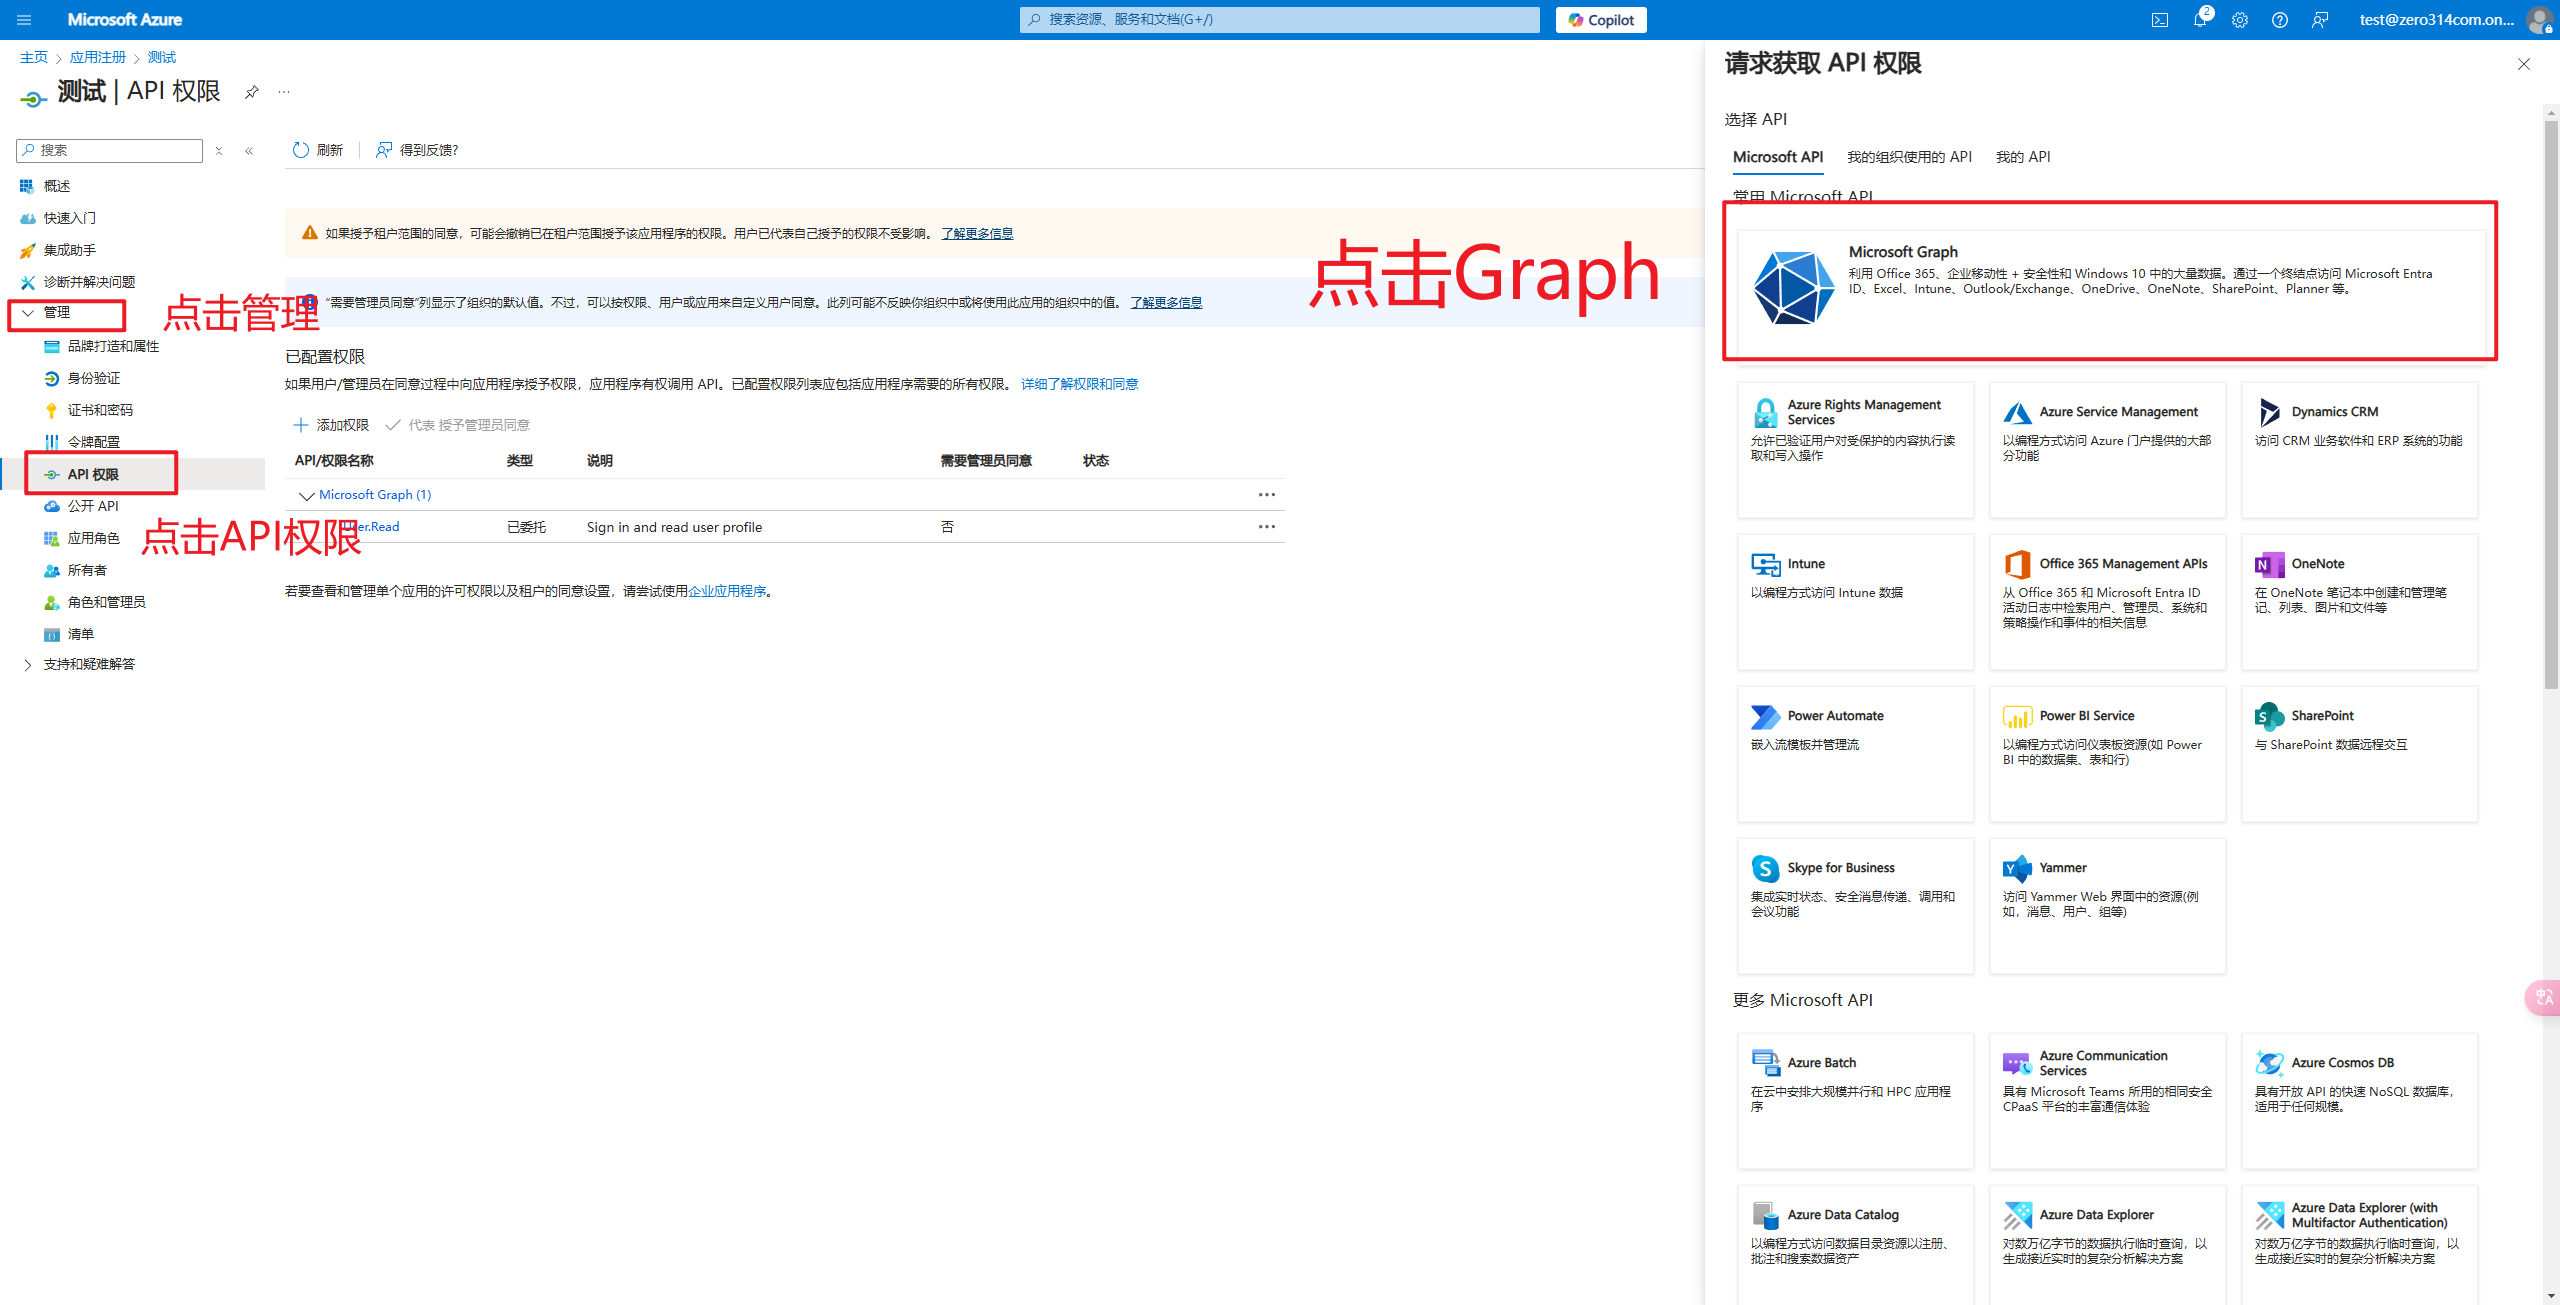 Microsoft Azure
搜索资源、服务和文档(G+/)
Copilot
2
test@zero314com.on...
主页 > 应用注册 > 测试
测试 | API 权限
搜索
刷新
得到反馈?
概述
快速入门
集成助手
诊断并解决问题
管理
点击管理
品牌打造和属性
身份验证
证书和密码
令牌配置
API 权限
公开 API
点击API权限
应用角色
所有者
角色和管理员
清单
支持和疑难解答
如果授予租户范围的同意，可能会撤销已在租户范围授予该应用程序的权限。用户已代表自己授予的权限不受影响。 了解更多信息
“需要管理员同意”列显示了组织的默认值。不过，可以按权限、用户或应用来自定义用户同意。此列可能不反映你组织中或将使用此应用的组织中的值。 了解更多信息
点击Graph
已配置权限
如果用户/管理员在同意过程中向应用程序授予权限，应用程序有权调用 API。已配置权限列表应包括应用程序需要的所有权限。 详细了解权限和同意
添加权限
代表 授予管理员同意
API/权限名称 类型 说明 需要管理员同意 状态
Microsoft Graph (1)
User.Read 已委托 Sign in and read user profile 否
若要查看和管理单个应用的许可权限以及租户的同意设置，请尝试使用企业应用程序。
请求获取 API 权限
选择 API
Microsoft API 我的组织使用的 API 我的 API
常用 Microsoft API
Microsoft Graph
利用 Office 365、企业移动性 + 安全性和 Windows 10 中的大量数据。通过一个终结点访问 Microsoft Entra
ID、Excel、Intune、Outlook/Exchange、OneDrive、OneNote、SharePoint、Planner 等。
Azure Rights Management
Services
允许已验证用户对受保护的内容执行读
取和写入操作
Azure Service Management
以编程方式访问 Azure 门户提供的大部
分功能
Dynamics CRM
访问 CRM 业务软件和 ERP 系统的功能
Intune
以编程方式访问 Intune 数据
Office 365 Management APIs
从 Office 365 和 Microsoft Entra ID
活动日志中检索用户、管理员、系统和
策略操作和事件的相关信息
OneNote
在 OneNote 笔记本中创建和管理笔
记、列表、图片和文件等
Power Automate
嵌入流模板并管理流
Power BI Service
以编程方式访问仪表板资源(如 Power
BI 中的数据集、表和行)
SharePoint
与 SharePoint 数据远程交互
Skype for Business
集成实时状态、安全消息传递、调用和
会议功能
Yammer
访问 Yammer Web 界面中的资源(例
如，消息、用户、组等)
更多 Microsoft API
Azure Batch
在云中安排大规模并行和 HPC 应用程
序
Azure Communication
Services
具有 Microsoft Teams 所用的相同安全
CPaaS 平台的丰富通信体验
Azure Cosmos DB
具有开放 API 的快速 NoSQL 数据库，
适用于任何规模。
Azure Data Catalog
以编程方式访问数据目录资源以注册、
批注和搜索数据资产
Azure Data Explorer
对数万亿字节的数据执行临时查询，以
生成接近实时的复杂分析解决方案
Azure Data Explorer (with
Multifactor Authentication)
对数万亿字节的数据执行临时查询，以
生成接近实时的复杂分析解决方案